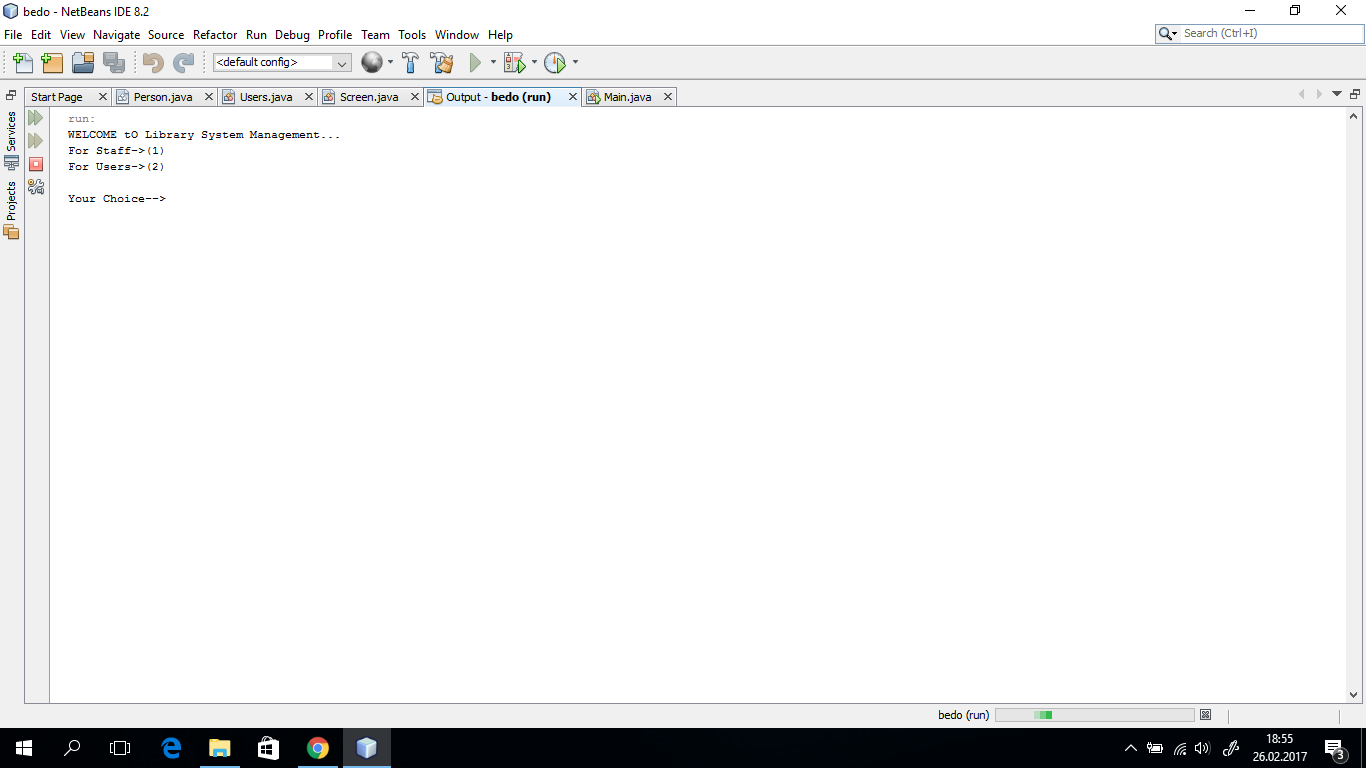 bedo - NetBeans IDE 8.2
File Edit View Navigate Source Refactor Run Debug Profile Team Tools Window Help
Search (Ctrl+I)
<default config>
Start Page Person.java Users.java Screen.java Output - bedo (run) Main.java
Services
Projects
run:
WELCOME tO Library System Management...
For Staff->(1)
For Users->(2)
Your Choice-->
bedo (run)
18:55
26.02.2017
3